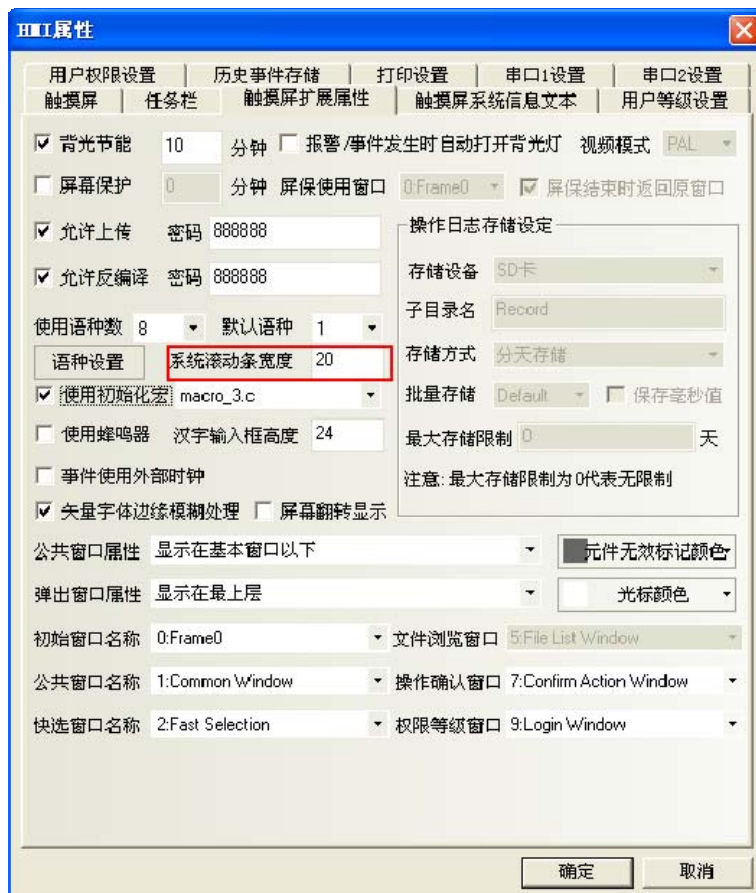 HMI属性
用户权限设置 历史事件存储 打印设置 串口1设置 串口2设置
触摸屏 任务栏 触摸屏扩展属性 触摸屏系统信息文本 用户等级设置
背光节能 10 分钟 报警/事件发生时自动打开背光灯 视频模式 PAL
屏幕保护 0 分钟 屏保使用窗口 0:Frame0 屏保结束时返回原窗口
允许上传 密码 888888 操作日志存储设定
允许反编译 密码 888888 存储设备 SD卡
子目录名 Record
使用语种数 8 默认语种 1
语种设置 系统滚动条宽度 20 存储方式 分天存储
使用初始化宏 macro_3.c 批量存储 Default 保存毫秒值
使用蜂鸣器 汉字输入框高度 24 最大存储限制 0 天
事件使用外部时钟 注意:最大存储限制为0代表无限制
矢量字体边缘模糊处理 屏幕翻转显示
公共窗口属性 显示在基本窗口以下 元件无效标记颜色
弹出窗口属性 显示在最上层 光标颜色
初始窗口名称 0:Frame0 文件浏览窗口 5:File List Window
公共窗口名称 1:Common Window 操作确认窗口 7:Confirm Action Window
快选窗口名称 2:Fast Selection 权限等级窗口 9:Login Window
确定 取消